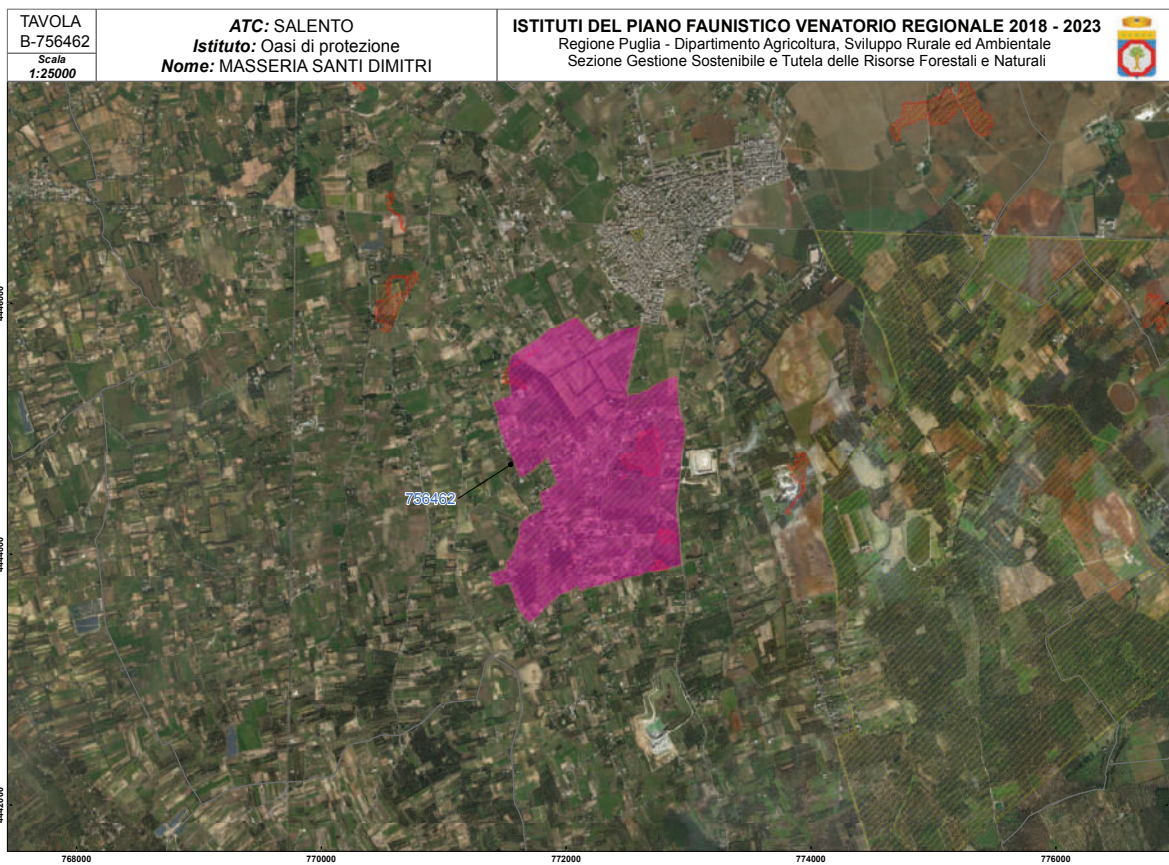 TAVOLA
B-756462
Scala
1:25000
ATC: SALENTO
Istituto: Oasi di protezione
Nome: MASSERIA SANTI DIMITRI
ISTITUTI DEL PIANO FAUNISTICO VENATORIO REGIONALE 2018 - 2023
Regione Puglia - Dipartimento Agricoltura, Sviluppo Rurale ed Ambientale
Sezione Gestione Sostenibile e Tutela delle Risorse Forestali e Naturali
756462
4444000
768000
770000
772000
774000
776000